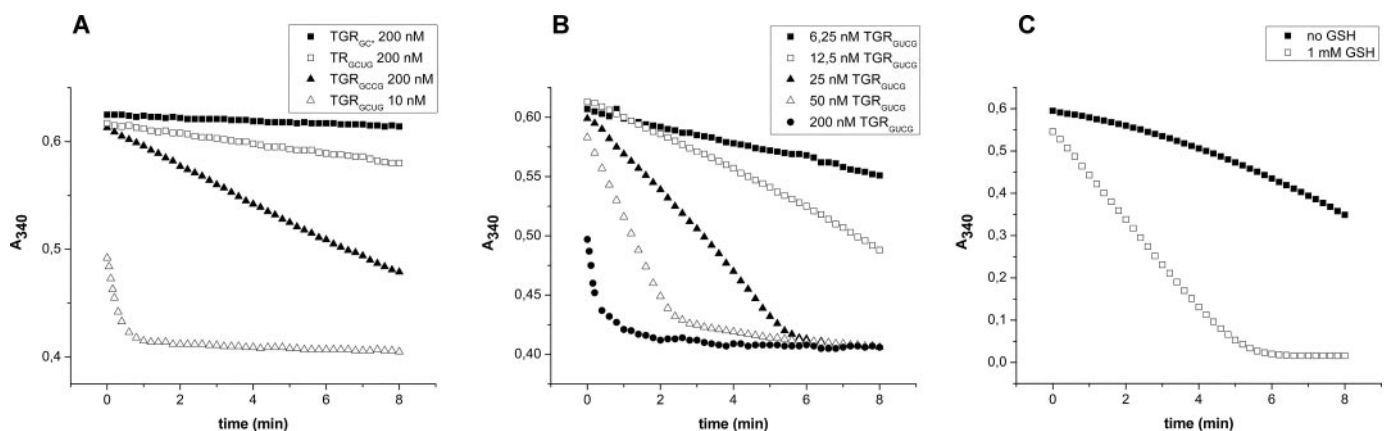 A
TGR_GC* 200 nM
TR_GCUG 200 nM
TGR_GCCG 200 nM
TGR_GCUG 10 nM
0,6
0,5
0,4
A340
0
2
4
6
8
time (min)
B
6,25 nM TGR_GUCG
12,5 nM TGR_GUCG
25 nM TGR_GUCG
50 nM TGR_GUCG
200 nM TGR_GUCG
0,60
0,55
0,50
0,45
0,40
A340
0
2
4
6
8
time (min)
C
no GSH
1 mM GSH
0,6
0,5
0,4
0,3
0,2
0,1
0,0
A340
0
2
4
6
8
time (min)